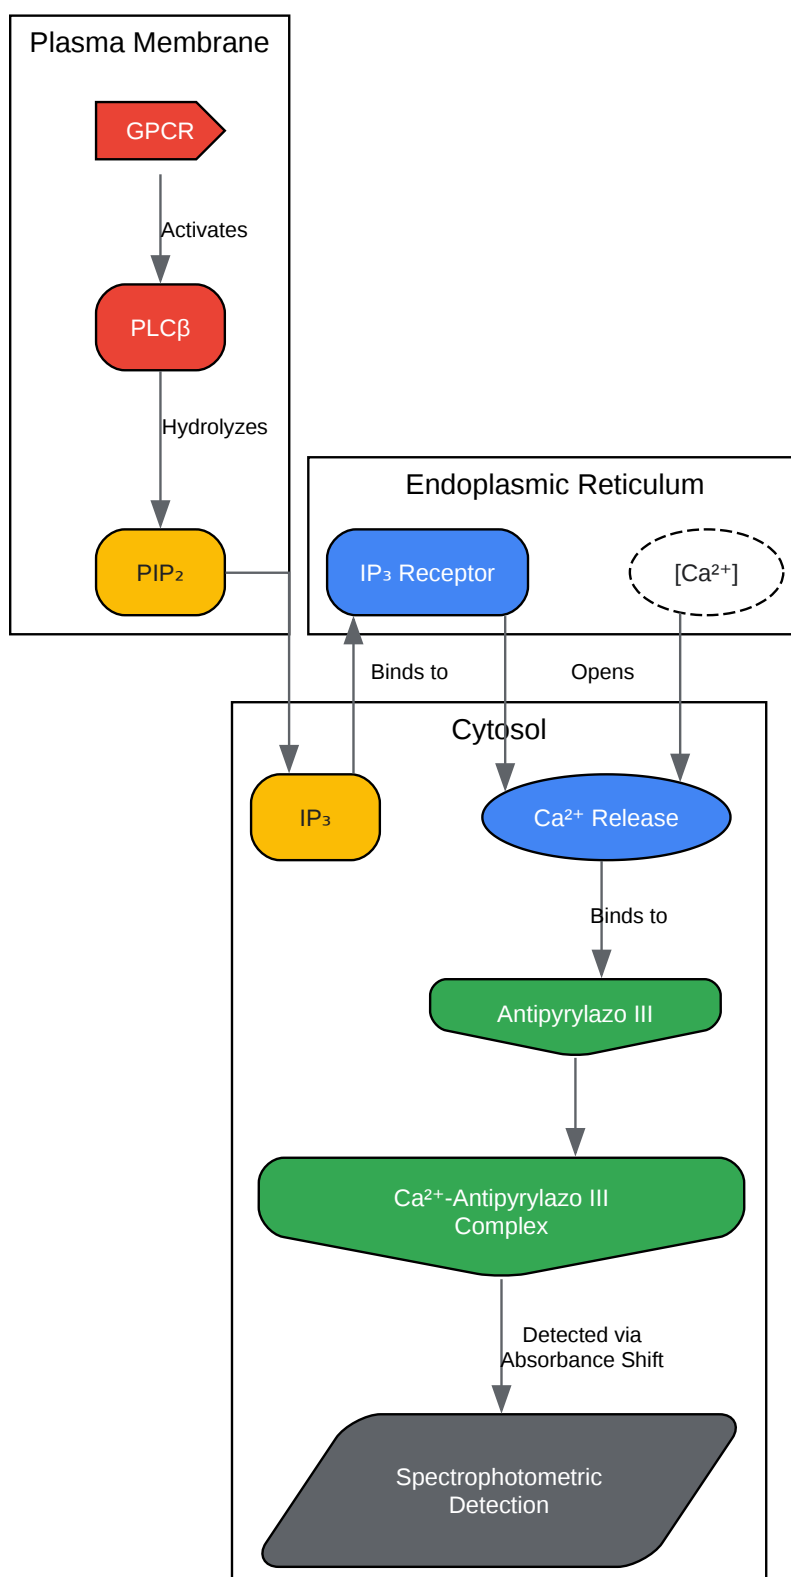 Plasma Membrane
GPCR
Activates
PLCβ
Hydrolyzes
PIP₂
Endoplasmic Reticulum
IP₃ Receptor
[Ca²⁺]
Binds to
Opens
Cytosol
IP₃
Ca²⁺ Release
Binds to
Antipyrylazo III
Ca²⁺-Antipyrylazo III
Complex
Detected via
Absorbance Shift
Spectrophotometric
Detection